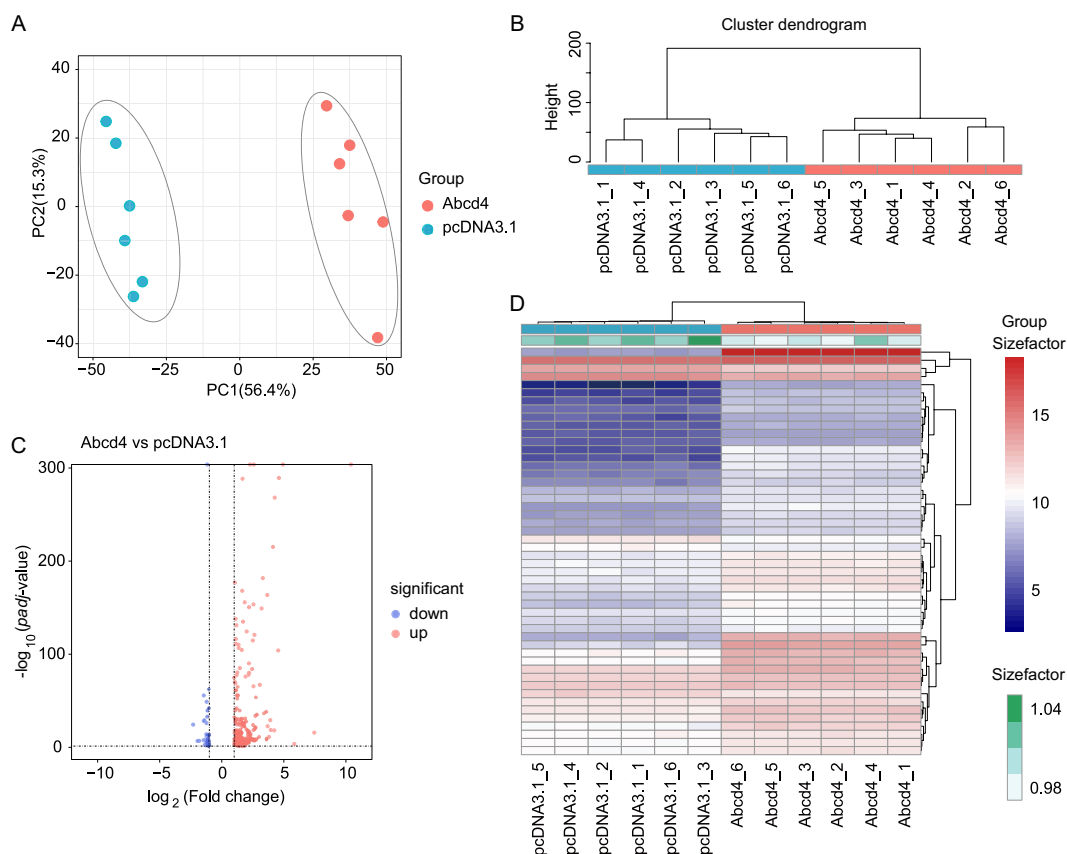 A
40
20
0
−20
−40
PC2(15.3%)
−50
−25
0
25
50
PC1(56.4%)
Group
Abcd4
pcDNA3.1
B
Cluster dendrogram
200
100
0
Height
pcDNA3.1_1
pcDNA3.1_4
pcDNA3.1_2
pcDNA3.1_3
pcDNA3.1_5
pcDNA3.1_6
Abcd4_5
Abcd4_3
Abcd4_1
Abcd4_4
Abcd4_2
Abcd4_6
C
Abcd4 vs pcDNA3.1
300
200
100
0
-log10(padj-value)
−10
−5
0
5
10
log2 (Fold change)
significant
down
up
D
Group
Sizefactor
15
10
5
Sizefactor
1.04
0.98
pcDNA3.1_5
pcDNA3.1_4
pcDNA3.1_2
pcDNA3.1_1
pcDNA3.1_6
pcDNA3.1_3
Abcd4_6
Abcd4_5
Abcd4_3
Abcd4_2
Abcd4_4
Abcd4_1